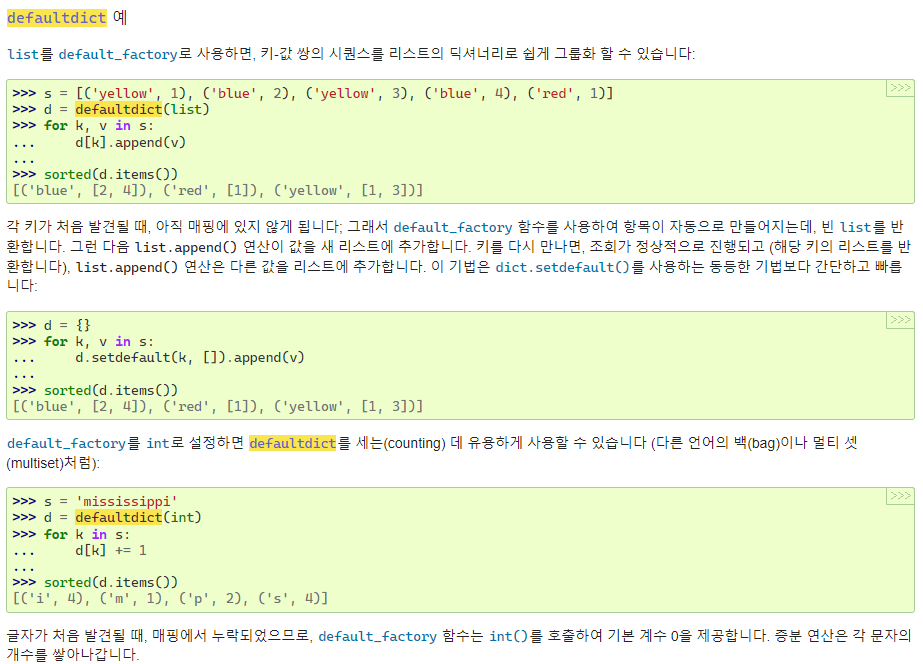 defaultdict 예
list를 default_factory로 사용하면, 키-값 쌍의 시퀀스를 리스트의 딕셔너리로 쉽게 그룹화 할 수 있습니다:
>>>
>>> s = [('yellow', 1), ('blue', 2), ('yellow', 3), ('blue', 4), ('red', 1)]
>>> d = defaultdict(list)
>>> for k, v in s:
...     d[k].append(v)
...
>>> sorted(d.items())
[('blue', [2, 4]), ('red', [1]), ('yellow', [1, 3])]
각 키가 처음 발견될 때, 아직 매핑에 있지 않게 됩니다; 그래서 default_factory 함수를 사용하여 항목이 자동으로 만들어지는데, 빈 list를 반
환합니다. 그런 다음 list.append() 연산이 값을 새 리스트에 추가합니다. 키를 다시 만나면, 조회가 정상적으로 진행되고 (해당 키의 리스트를 반
환합니다), list.append() 연산은 다른 값을 리스트에 추가합니다. 이 기법은 dict.setdefault()를 사용하는 동등한 기법보다 간단하고 빠릅
니다:
>>>
>>> d = {}
>>> for k, v in s:
...     d.setdefault(k, []).append(v)
...
>>> sorted(d.items())
[('blue', [2, 4]), ('red', [1]), ('yellow', [1, 3])]
default_factory를 int로 설정하면 defaultdict를 세는(counting) 데 유용하게 사용할 수 있습니다 (다른 언어의 백(bag)이나 멀티 셋
(multiset)처럼):
>>>
>>> s = 'mississippi'
>>> d = defaultdict(int)
>>> for k in s:
...     d[k] += 1
...
>>> sorted(d.items())
[('i', 4), ('m', 1), ('p', 2), ('s', 4)]
글자가 처음 발견될 때, 매핑에서 누락되었으므로, default_factory 함수는 int()를 호출하여 기본 계수 0을 제공합니다. 증분 연산은 각 문자의
개수를 쌓아나갑니다.